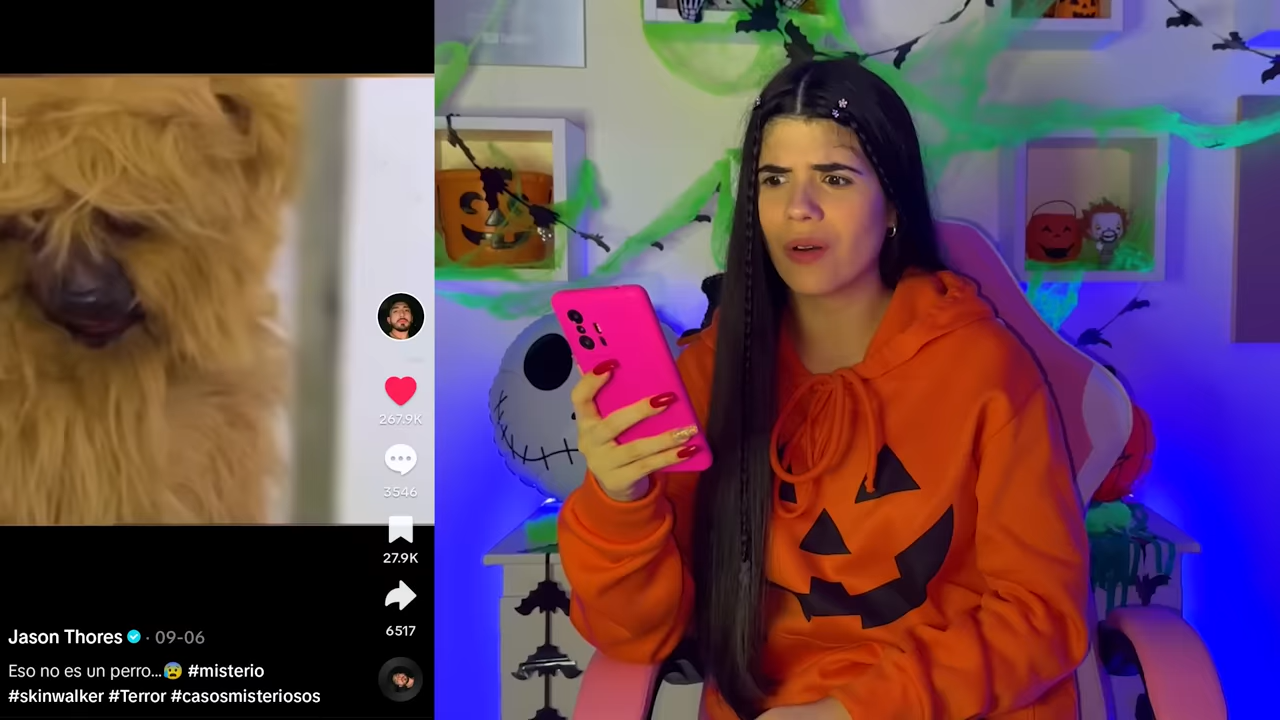 267.9K
3546
27.9K
6517
Jason Thores · 09-06
Eso no es un perro...😰 #misterio
#skinwalker #Terror #casosmisteriosos